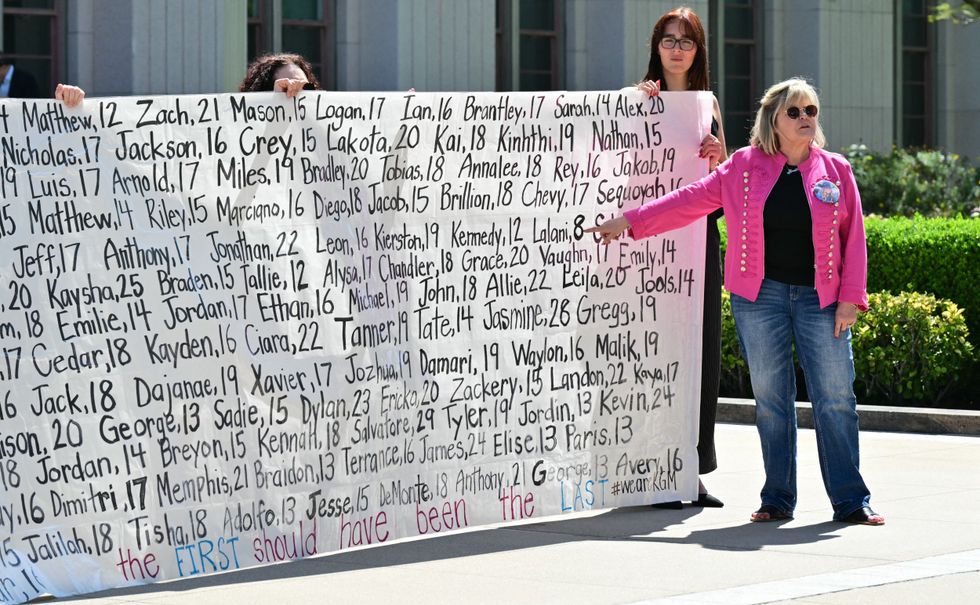 Matthew, 12 Zach, 21 Mason, 16 Logan, 17 Ian, 16 Brantley, 17 Sarah, 14 Alex,
Nicholas, 17 Jackson, 16 Crey, 15 Lakota, 20 Kai, 18 Kinhthi, 19 Nathan, 15
19 Luis, 17 Arnold, 17 Miles, 19 Bradley, 20 Tobias, 18 Annalee, 18 Rey, 16 Jakob, 19
15 Matthew, 14 Riley, 15 Marciano, 16 Diego, 18 Jacob, 15 Brillion, 18 Chevy, 17 Sequoyah
Jeff, 17 Anthony, 17 Jonathan, 22 Leon, 16 Kierston, 19 Kennedy, 12 Lalani, 8
20 Kaysha, 25 Braden, 15 Tallie, 12 Alysa, 17 Chandler, 18 Grace, 20 Vaughn, 17 Emily, 14
18 Emilie, 14 Jordan, 17 Ethan, 16 Michael, 19 John, 18 Allie, 22 Leila, 20 Jools, 14
17 Cedar, 18 Kayden, 16 Ciara, 22 Tanner, 19 Tate, 14 Jasmine, 28 Gregg, 19
16 Jack, 18 Dajanae, 19 Xavier, 17 Jozhua, 19 Damari, 19 Waylon, 16 Malik, 19
20 George, 13 Sadie, 15 Dylan, 23 Ericka, 20 Zackery, 15 Landon, 22 Kaya, 17
18 Jordan, 14 Breyon, 15 Kennah, 18 Salvatore, 29 Tyler, 19 Jordin, 13 Kevin, 24
16 Dimitri, 17 Memphis, 21 Braidon, 13 Terrance, 16 James, 24 Elise, 13 Paris, 13
15 Jalilah, 18 Tisha, 18 Adolfo, 13 Jesse, 15 DeMonte, 18 Anthony, 21 George, 13 Avery, 16
the FIRST should have been the LAST #weareKGM